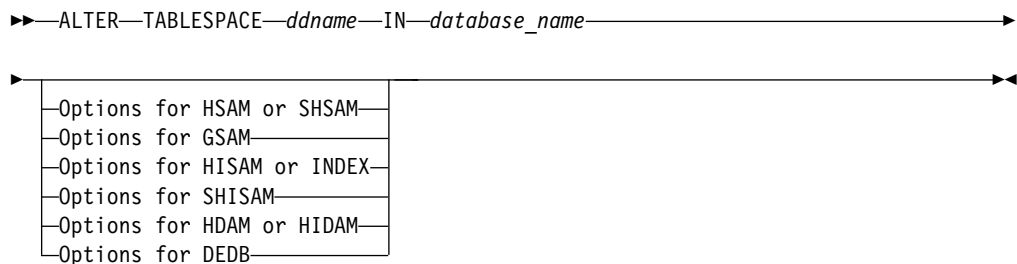 ALTER TABLESPACE ddname IN database_name
Options for HSAM or SHSAM
Options for GSAM
Options for HISAM or INDEX
Options for SHISAM
Options for HDAM or HIDAM
Options for DEDB